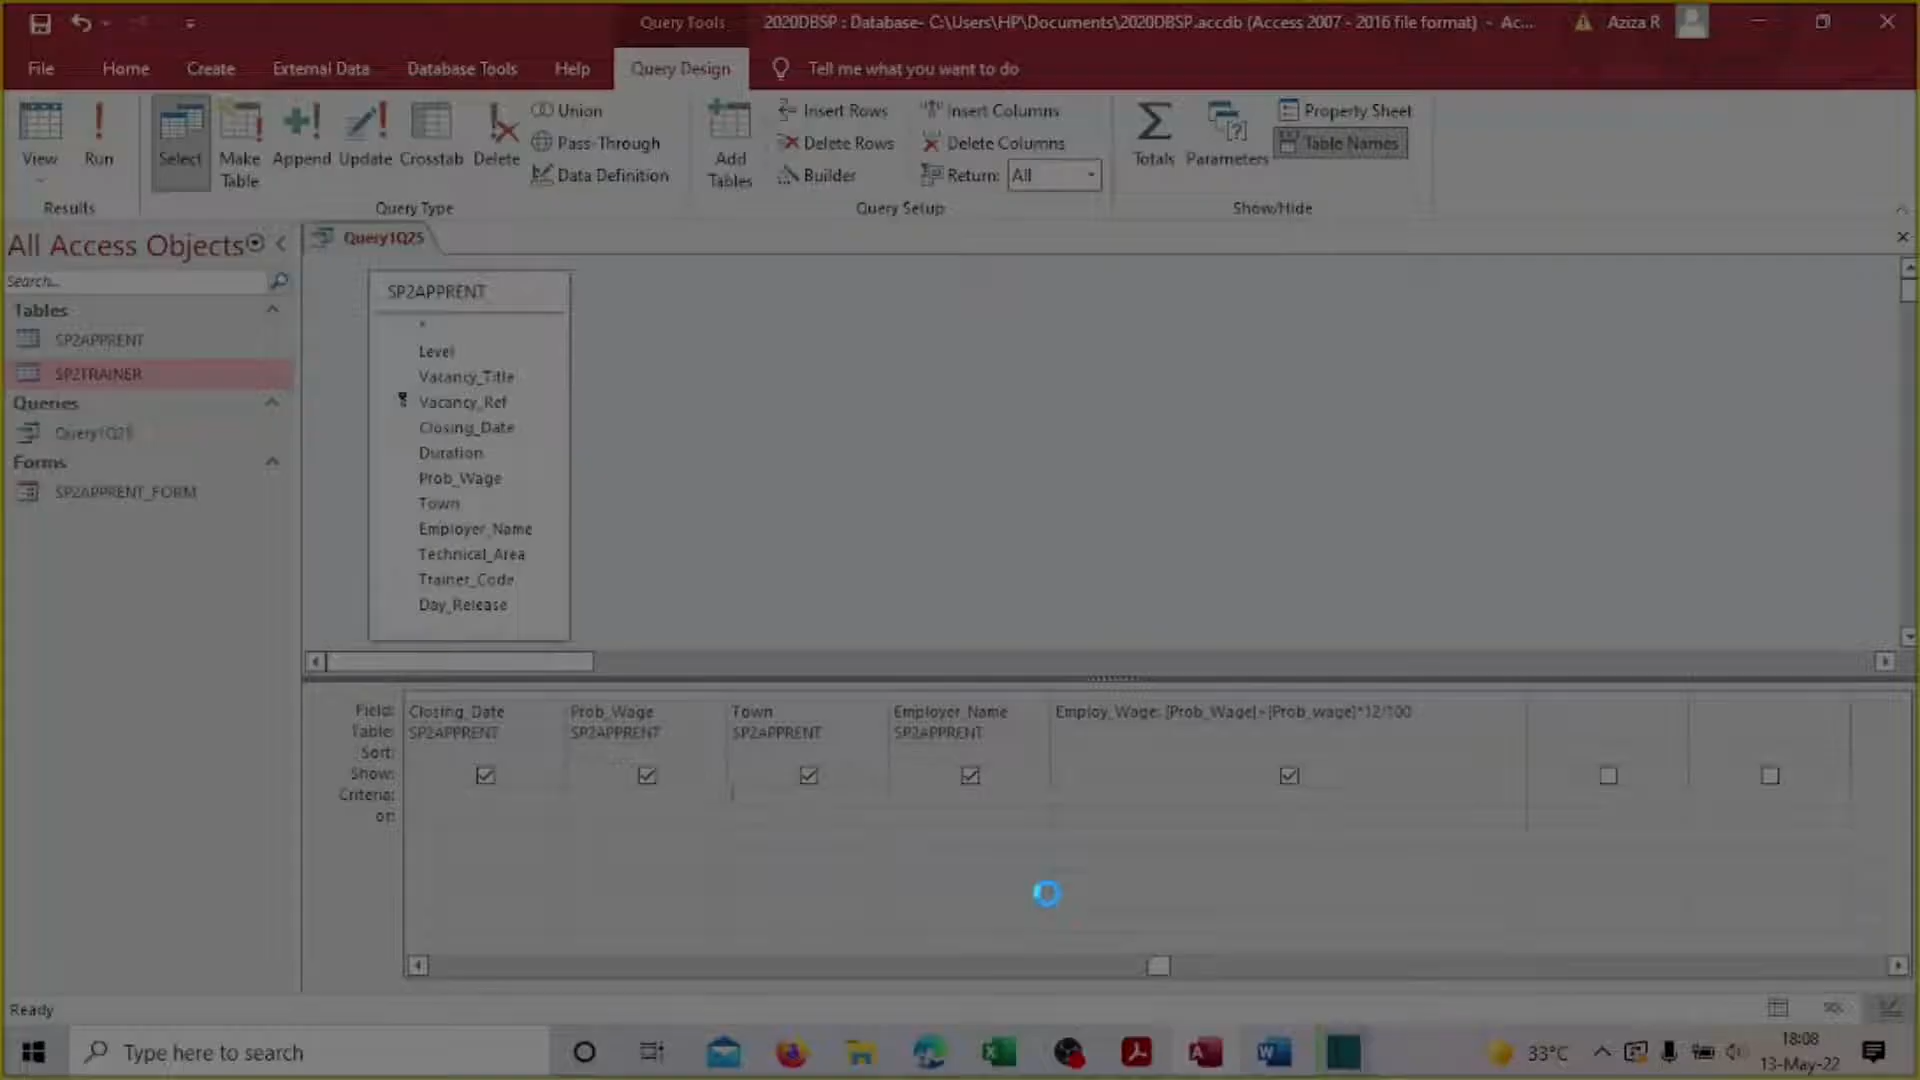 Query Tools
2020DBSP : Database- C:\Users\HP\Documents\2020DBSP.accdb (Access 2007 - 2016 file format) - Ac...
Aziza R
File Home Create External Data Database Tools Help Query Design Tell me what you want to do
View
Run
Select
Make Table
Append
Update
Crosstab
Delete
Union
Pass-Through
Data Definition
Add Tables
Insert Rows
Delete Rows
Builder
Insert Columns
Delete Columns
Return: All
Totals
Parameters
Property Sheet
Table Names
Results
Query Type
Query Setup
Show/Hide
All Access Objects
Search...
Tables
SP2APPRENT
SP2TRAINER
Queries
Query1Q25
Forms
SP2APPRENT_FORM
Query1Q25
SP2APPRENT
*
Level
Vacancy_Title
Vacancy_Ref
Closing_Date
Duration
Prob_Wage
Town
Employer_Name
Technical_Area
Trainer_Code
Day_Release
Field: Closing_Date Prob_Wage Town Employer_Name Employ_Wage: [Prob_Wage]-[Prob_wage]*12/100
Table: SP2APPRENT SP2APPRENT SP2APPRENT SP2APPRENT
Sort:
Show:
Criteria:
or:
Ready
SQL
Type here to search
33°C
18:08
13-May-22